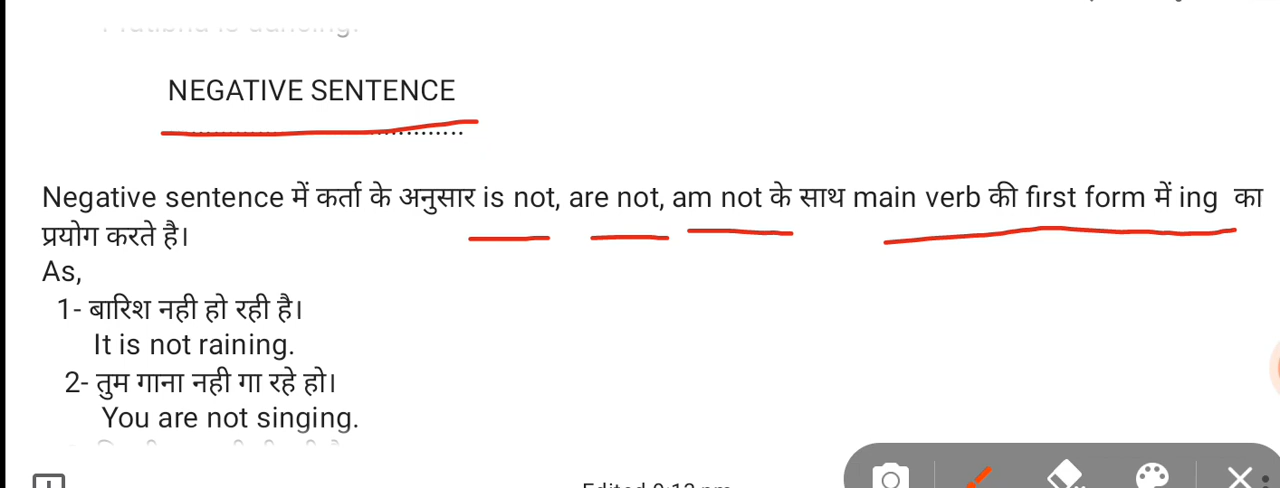 NEGATIVE SENTENCE
Negative sentence में कर्ता के अनुसार is not, are not, am not के साथ main verb की first form में ing का
प्रयोग करते है।
As,
1- बारिश नही हो रही है।
It is not raining.
2- तुम गाना नही गा रहे हो।
You are not singing.